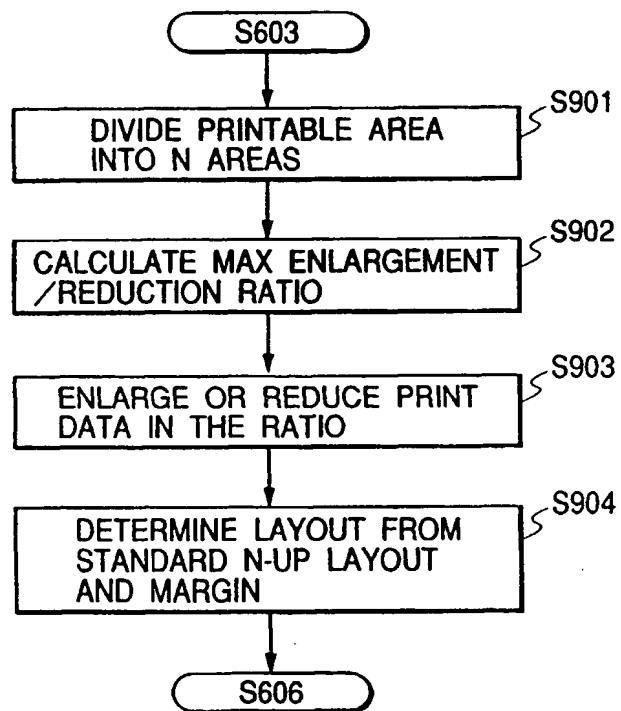 S603
S901
DIVIDE PRINTABLE AREA
INTO N AREAS
S902
CALCULATE MAX ENLARGEMENT
/REDUCTION RATIO
S903
ENLARGE OR REDUCE PRINT
DATA IN THE RATIO
S904
DETERMINE LAYOUT FROM
STANDARD N-UP LAYOUT
AND MARGIN
S606